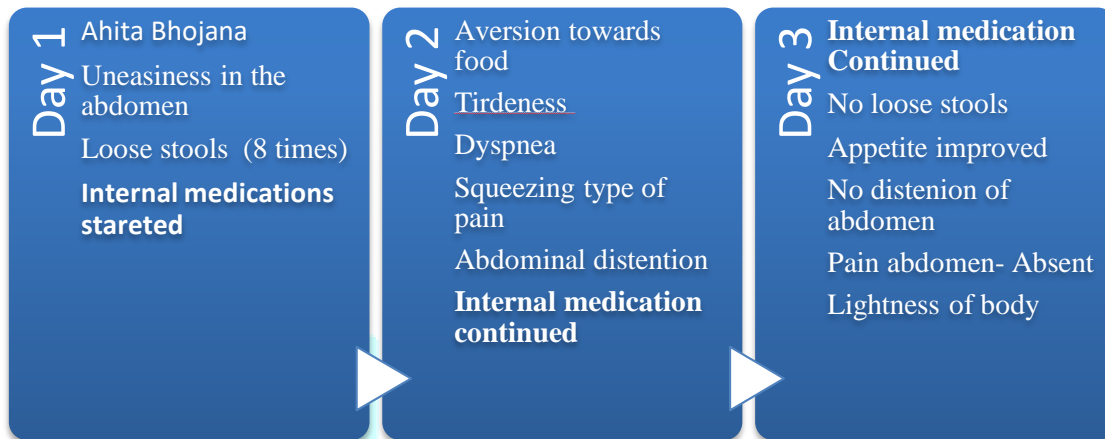 Day 1
Ahita Bhojana
Uneasiness in the
abdomen
Loose stools (8 times)
Internal medications
stareted
Day 2
Aversion towards
food
Tirdeness
Dyspnea
Squeezing type of
pain
Abdominal distention
Internal medication
continued
Day 3
Internal medication
Continued
No loose stools
Appetite improved
No distenion of
abdomen
Pain abdomen- Absent
Lightness of body